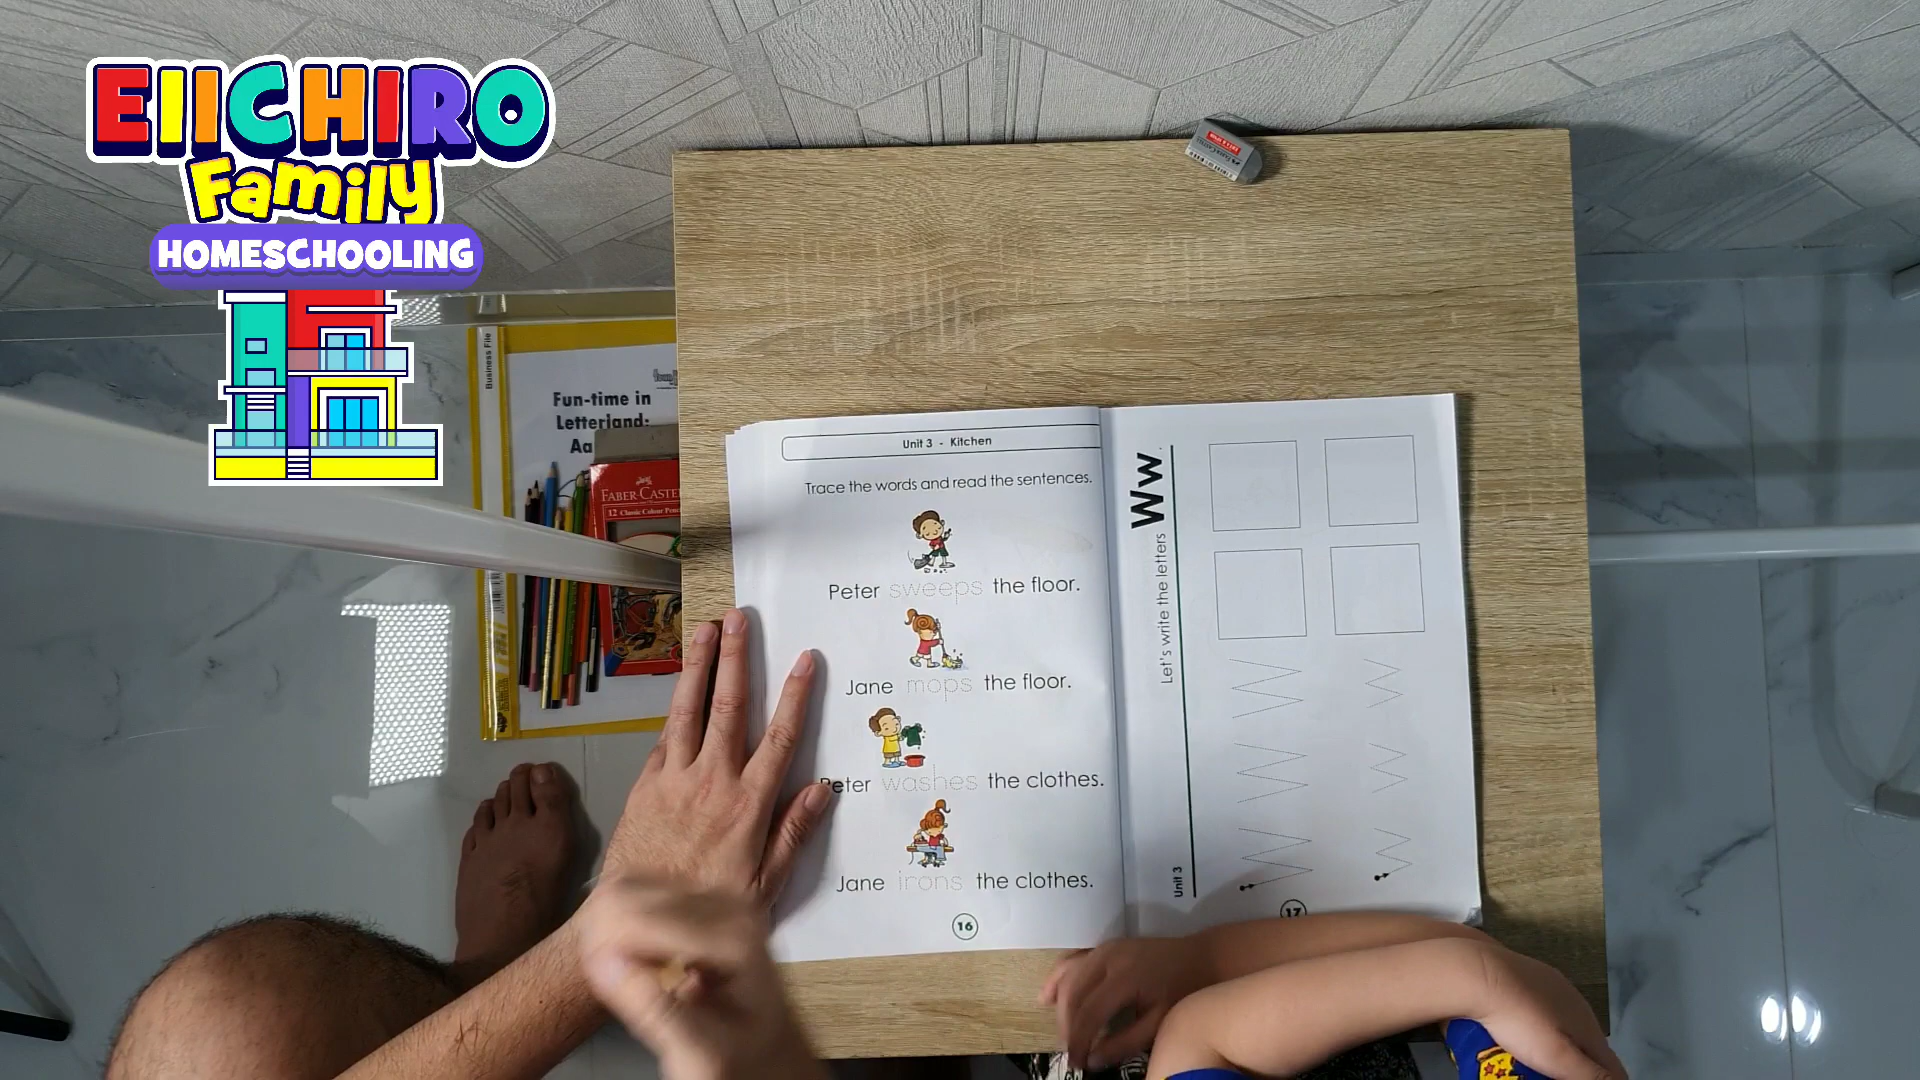 EIICHIRO
Family
HOMESCHOOLING
Business File
Fun-time in
Letterland:
Aa
FABER-CASTE
12 Classic Colour Penc
Unit 3 - Kitchen
Trace the words and read the sentences.
Peter sweeps the floor.
Jane mops the floor.
Peter washes the clothes.
Jane irons the clothes.
16
Ww
Let's write the letters
Unit 3
17